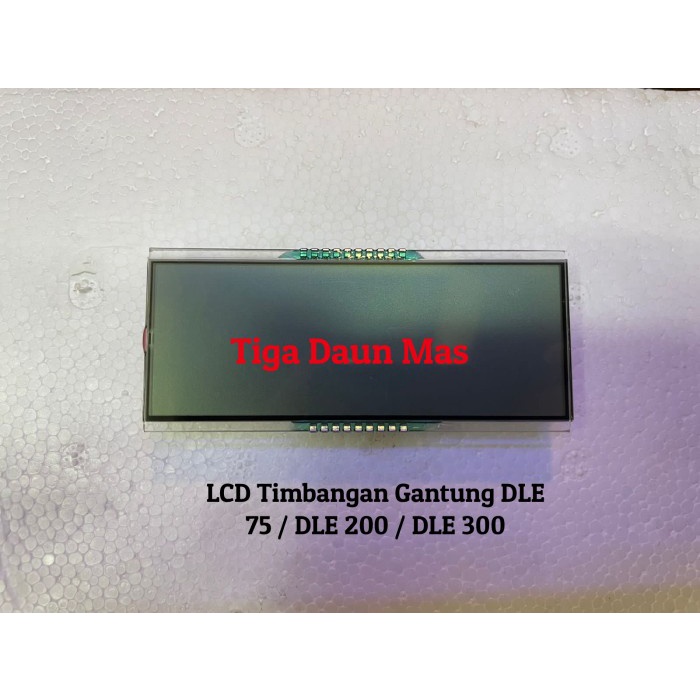 Tiga Daun Mas
LCD Timbangan Gantung DLE
75 / DLE 200 / DLE 300